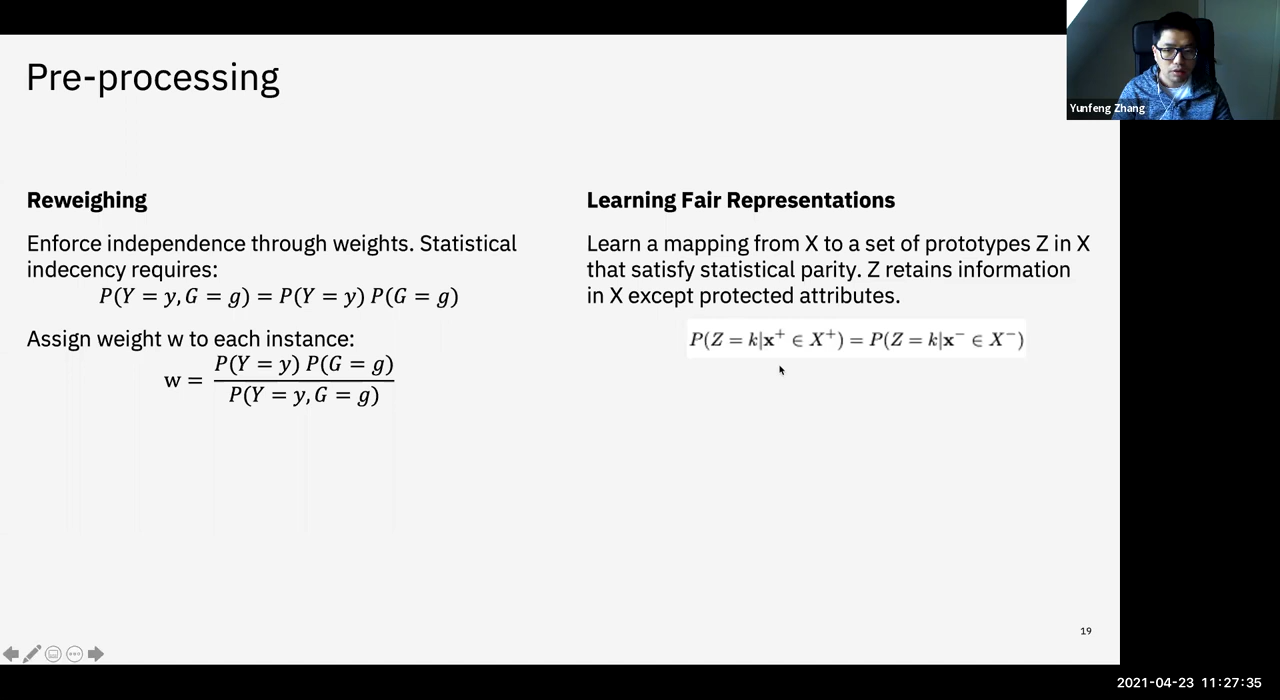 Pre-processing
Yunfeng Zhang
Reweighing
Enforce independence through weights. Statistical
indecency requires:
P(Y = y, G = g) = P(Y = y) P(G = g)
Assign weight w to each instance:
w = P(Y = y) P(G = g) / P(Y = y, G = g)
Learning Fair Representations
Learn a mapping from X to a set of prototypes Z in X
that satisfy statistical parity. Z retains information
in X except protected attributes.
P(Z = k|x⁺ ∈ X⁺) = P(Z = k|x⁻ ∈ X⁻)
19
2021-04-23 11:27:35